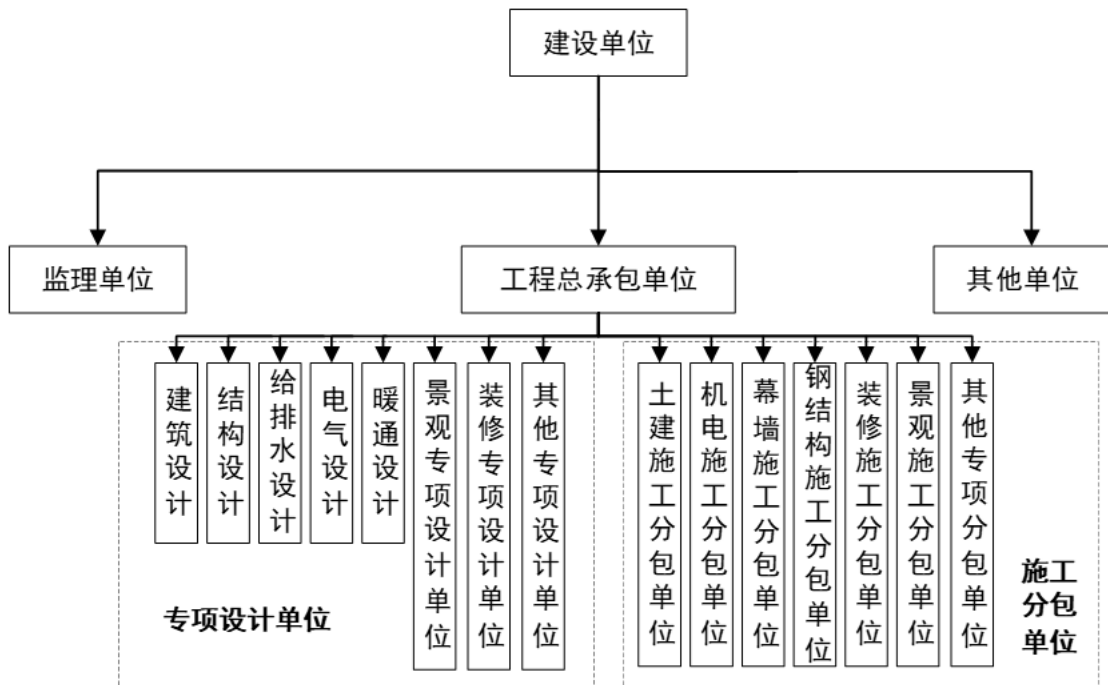 建设单位
监理单位
工程总承包单位
其他单位
建筑设计
结构设计
给排水设计
电气设计
暖通设计
景观专项设计单位
装修专项设计单位
其他专项设计单位
专项设计单位
土建施工分包单位
机电施工分包单位
幕墙施工分包单位
钢结构施工分包单位
装修施工分包单位
景观施工分包单位
其他专项分包单位
施工
分包
单位